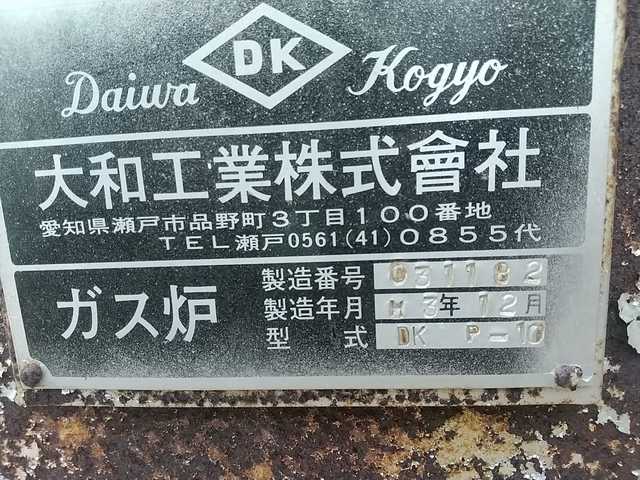 Daiwa DK Kogyo
大和工業株式會社
愛知県瀬戸市品野町3丁目100番地
TEL瀬戸0561(41)0855代
ガス炉
製造番号 031182
製造年月 H3年12月
型式 DK P-10